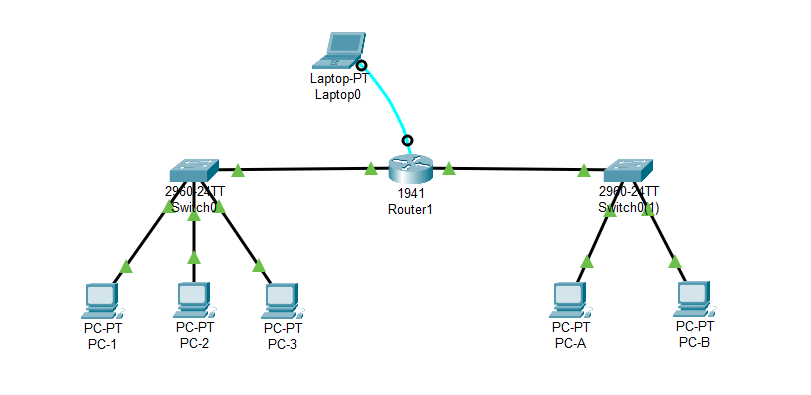 Laptop-PT
Laptop0
2960-24TT
Switch0
1941
Router1
2960-24TT
Switch0(1)
PC-PT
PC-1
PC-PT
PC-2
PC-PT
PC-3
PC-PT
PC-A
PC-PT
PC-B